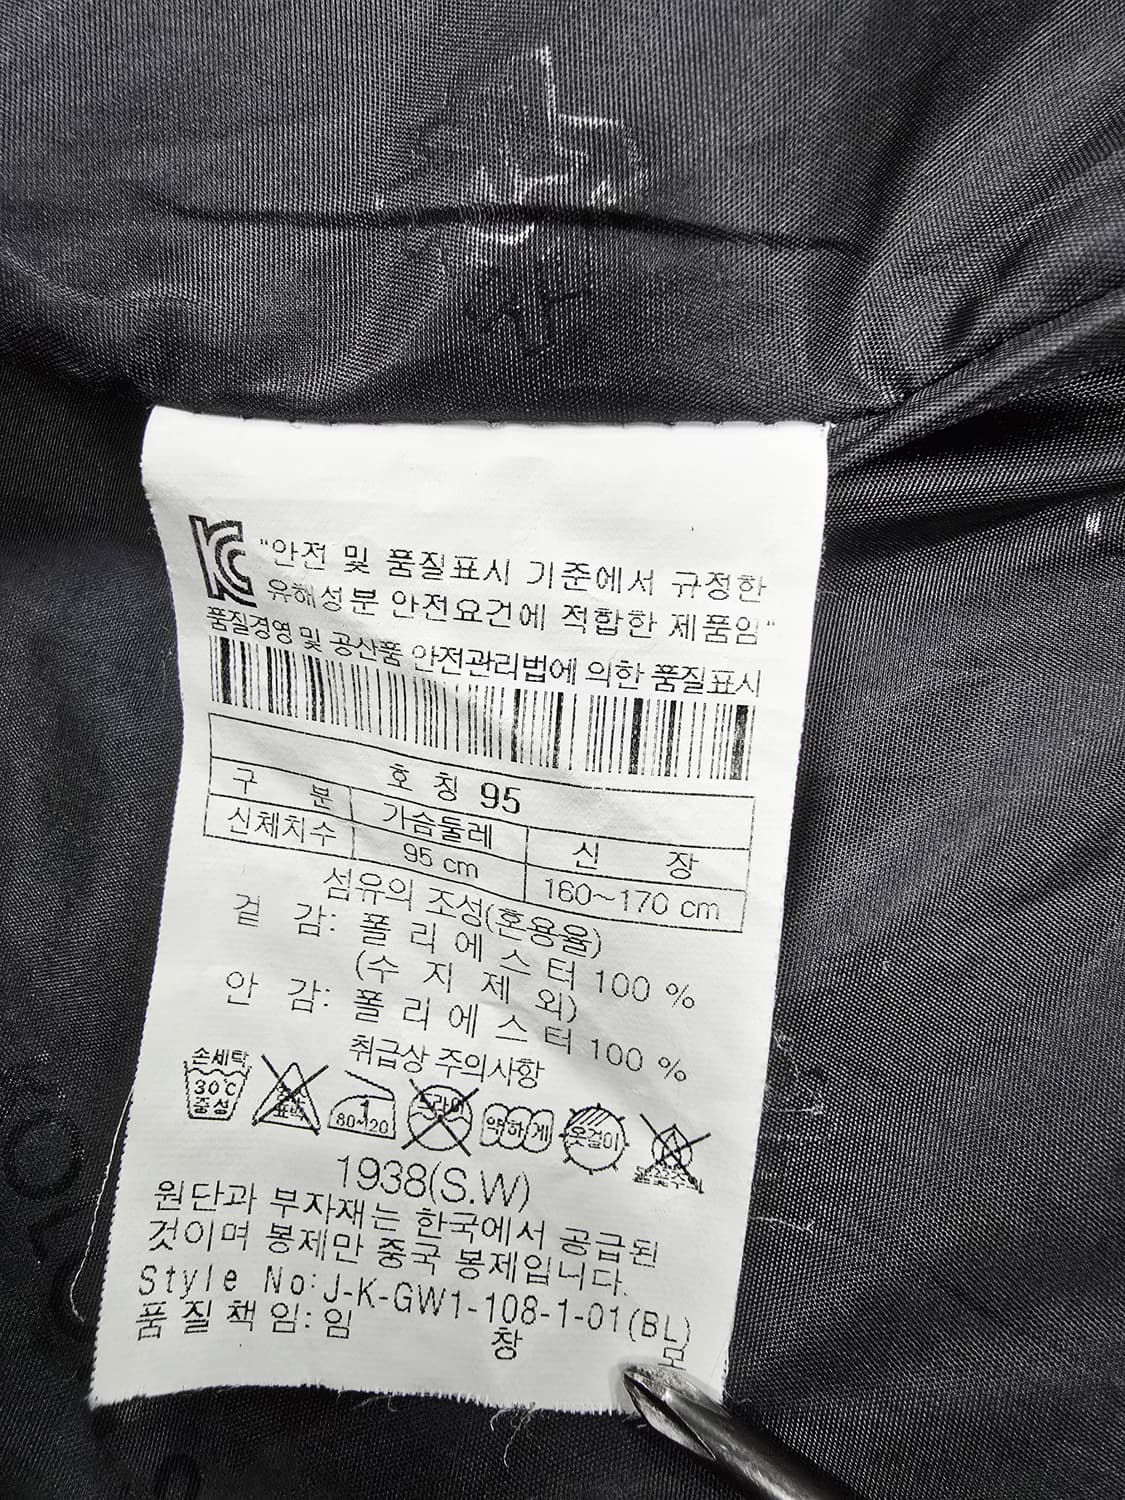 KC "안전 및 품질표시 기준에서 규정한
유해성분 안전요건에 적합한 제품임"
품질경영 및 공산품 안전관리법에 의한 품질표시
호 칭 95
구 분 가슴둘레 신 장
신체치수 95 cm 160~170 cm
섬유의 조성(혼용율)
겉 감: 폴 리 에 스 터 100 %
(수 지 제 외)
안 감: 폴 리 에 스 터 100 %
취급상 주의사항
손세탁
30℃
중성
표백
1
80~120
드라이
약하게
옷걸이
1938(S.W)
원단과 부자재는 한국에서 공급된
것이며 봉제만 중국 봉제입니다.
Style No: J-K-GW1-108-1-01(BL)
품 질 책 임: 임 창 모